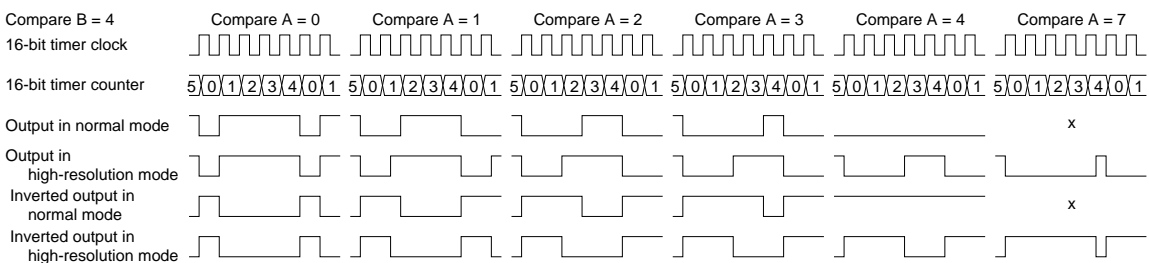 Compare B = 4 Compare A = 0 Compare A = 1 Compare A = 2 Compare A = 3 Compare A = 4 Compare A = 7
16-bit timer clock
16-bit timer counter 5 0 1 2 3 4 0 1 5 0 1 2 3 4 0 1 5 0 1 2 3 4 0 1 5 0 1 2 3 4 0 1 5 0 1 2 3 4 0 1 5 0 1 2 3 4 0 1
Output in normal mode x
Output in
high-resolution mode
Inverted output in
normal mode x
Inverted output in
high-resolution mode